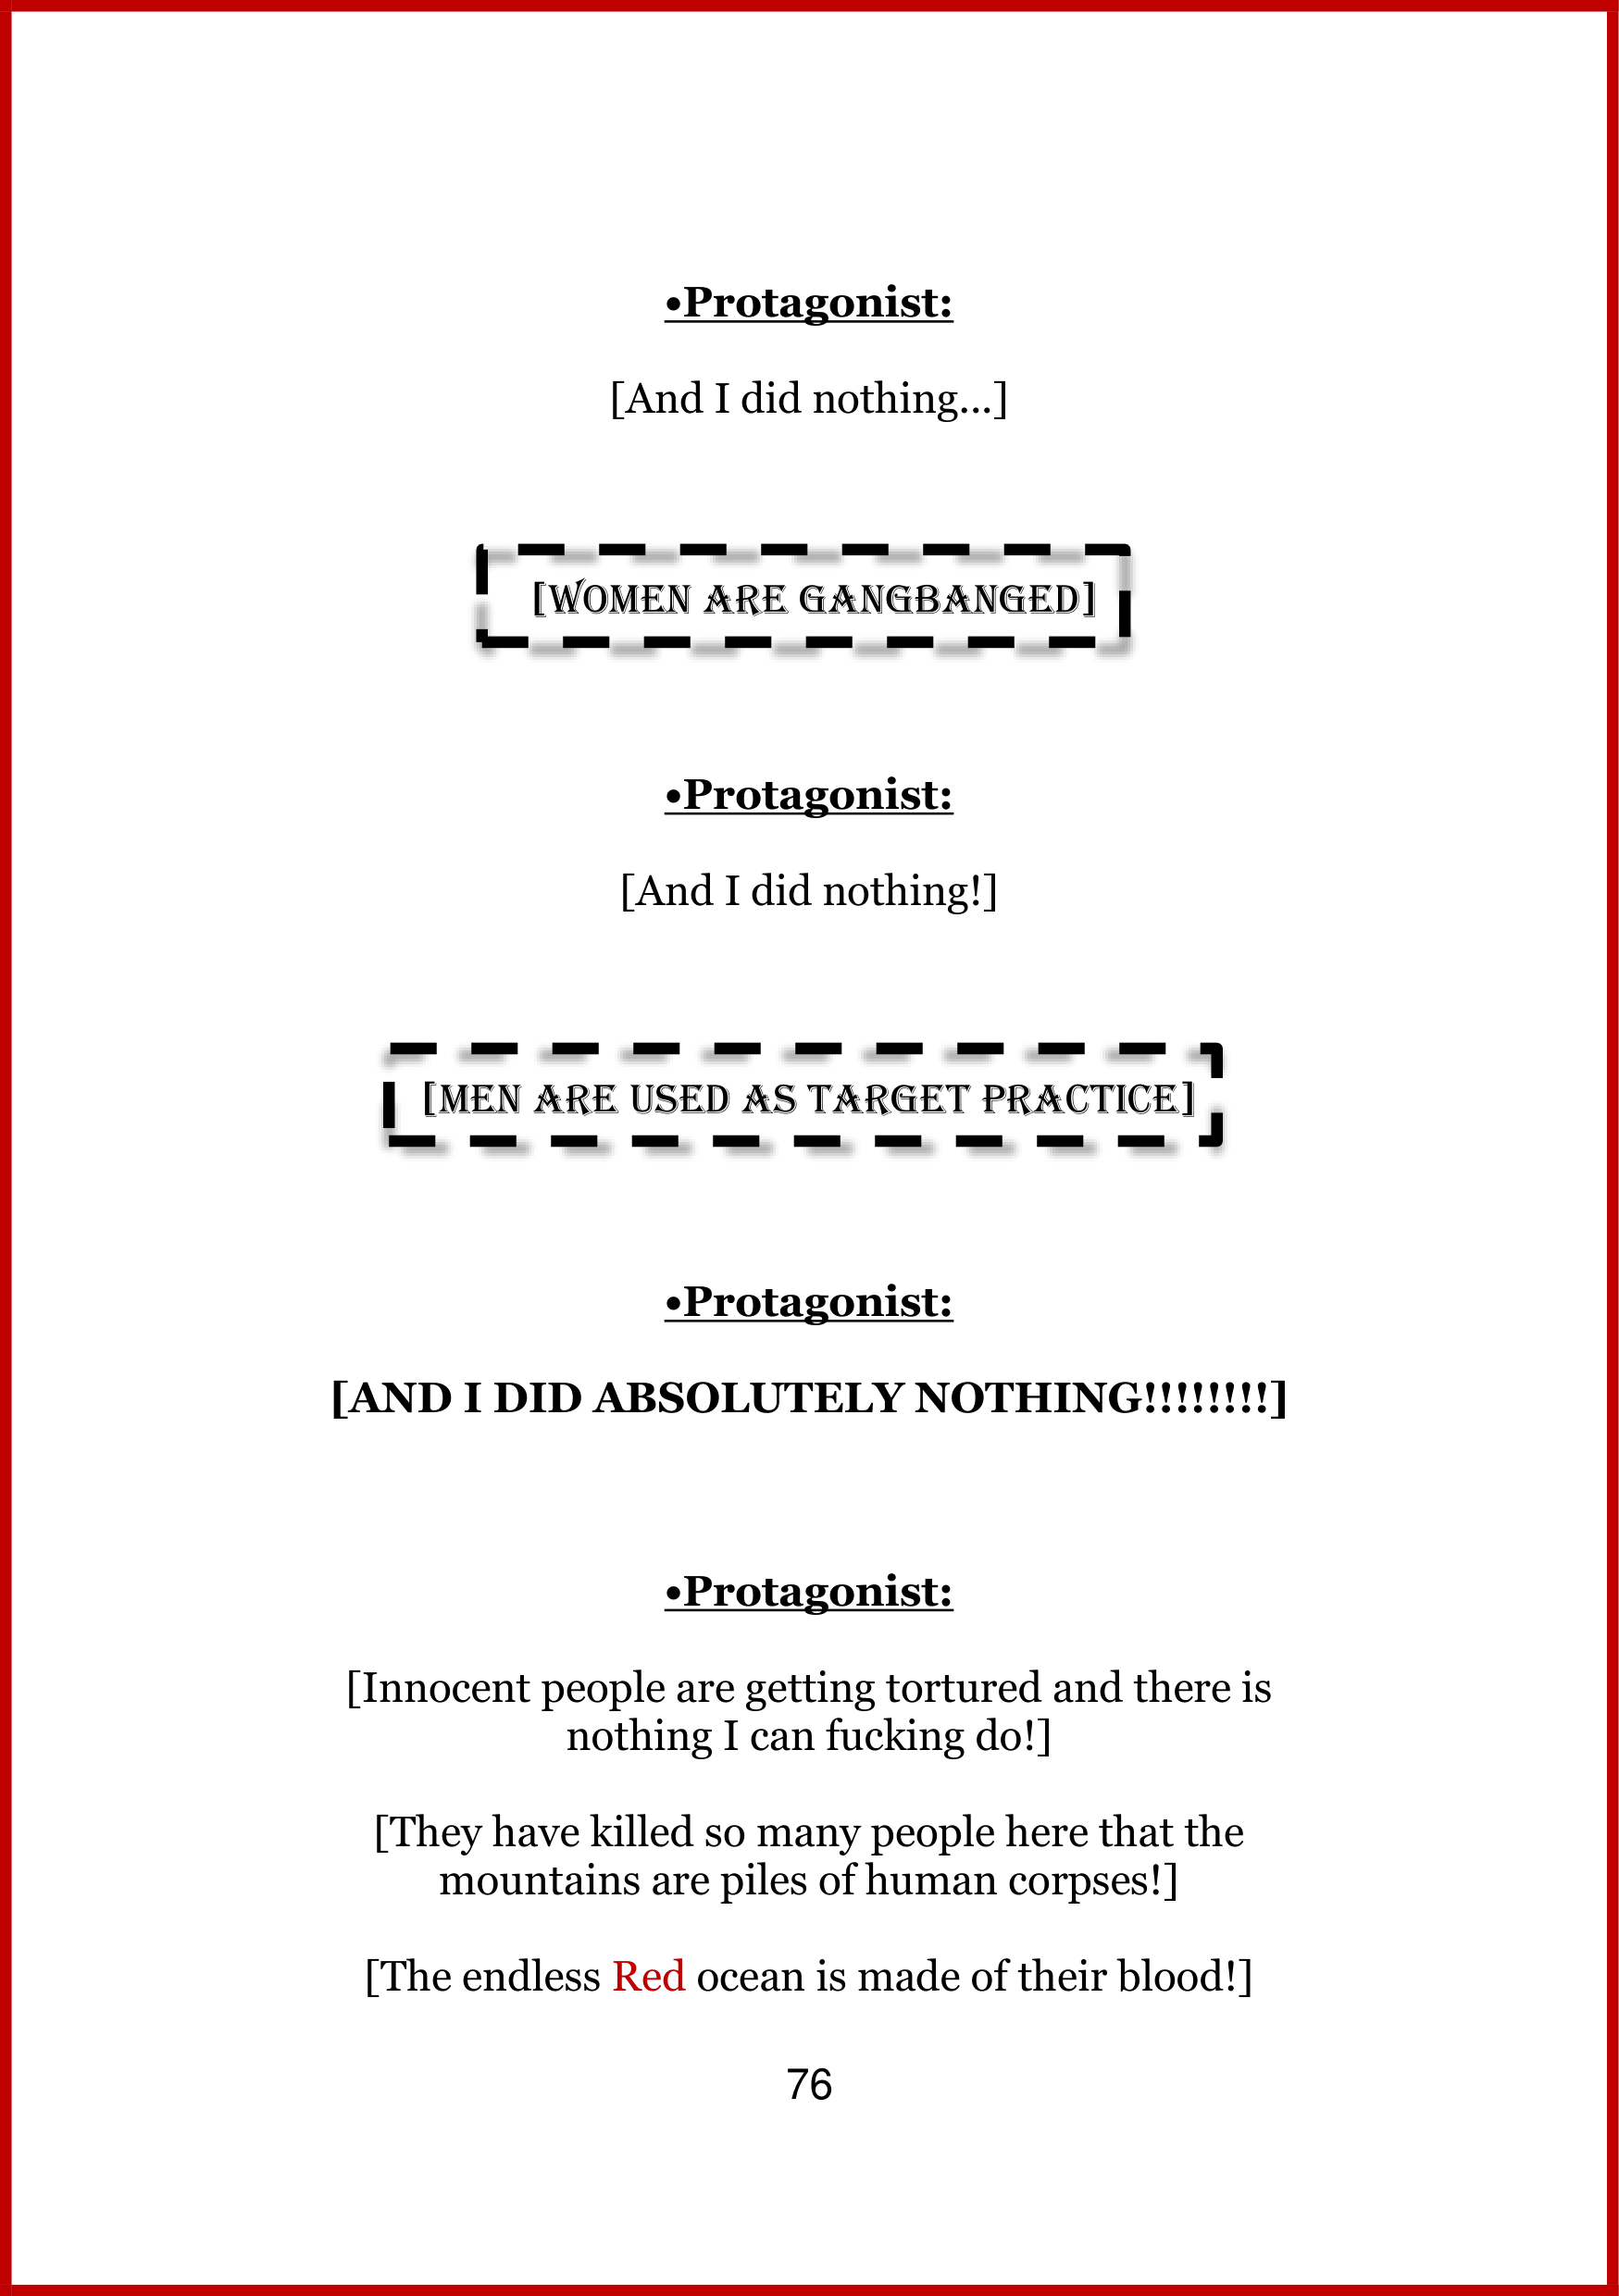 •Protagonist:
[And I did nothing...]
[WOMEN ARE GANGBANGED]
•Protagonist:
[And I did nothing!]
[MEN ARE USED AS TARGET PRACTICE]
•Protagonist:
[AND I DID ABSOLUTELY NOTHING!!!!!!!!]
•Protagonist:
[Innocent people are getting tortured and there is
nothing I can fucking do!]
[They have killed so many people here that the
mountains are piles of human corpses!]
[The endless Red ocean is made of their blood!]
76